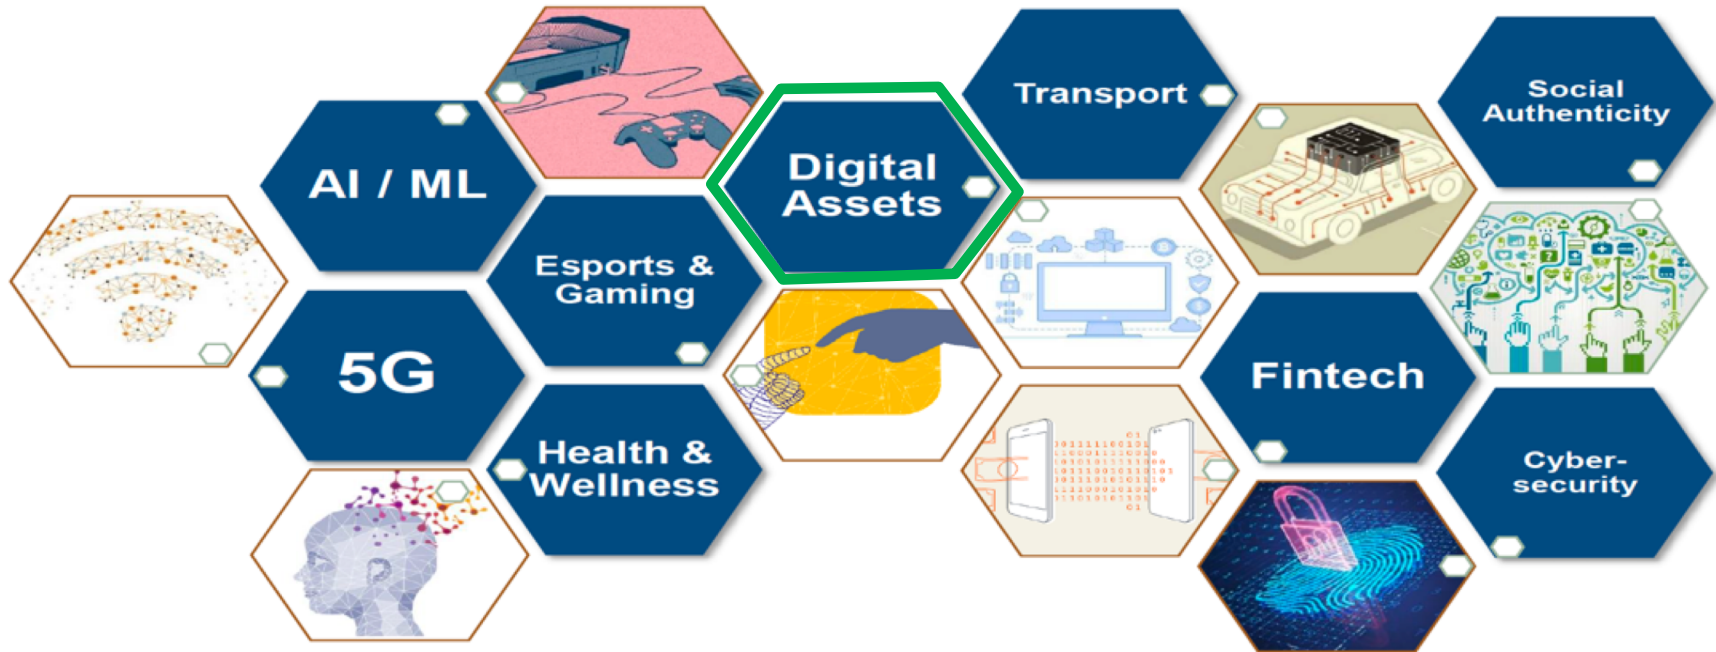 AI / ML
5G
Esports &
Gaming
Health &
Wellness
Digital
Assets
Transport
Fintech
Social
Authenticity
Cyber-
security